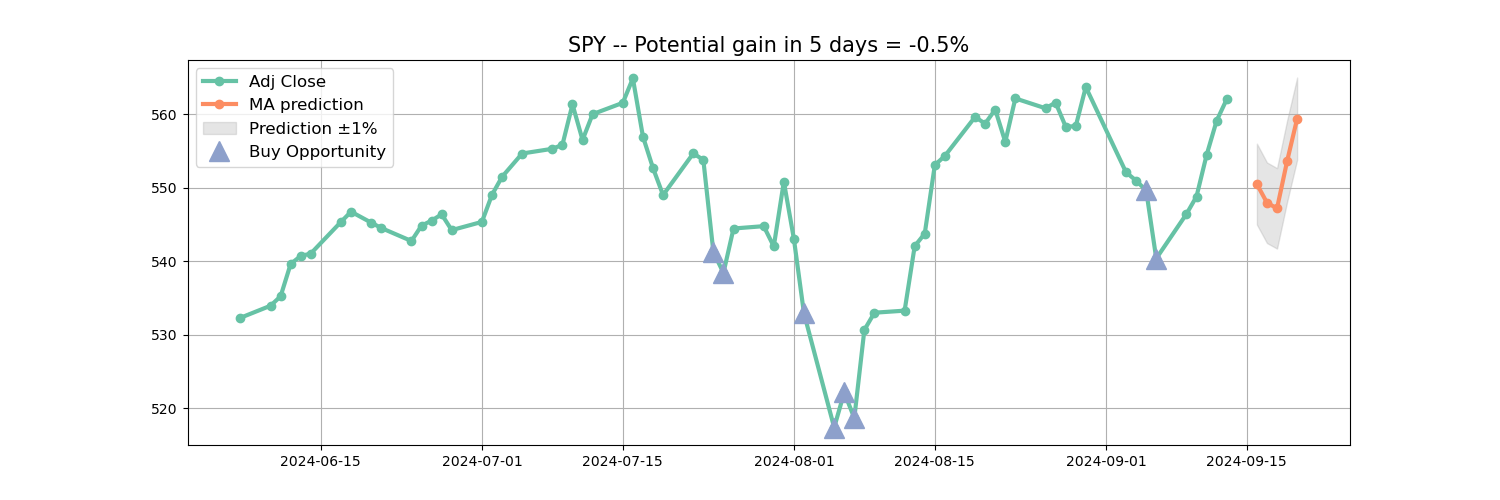 SPY -- Potential gain in 5 days = -0.5%
Adj Close
MA prediction
Prediction ±1%
Buy Opportunity
560
550
540
530
520
2024-06-15 2024-07-01 2024-07-15 2024-08-01 2024-08-15 2024-09-01 2024-09-15